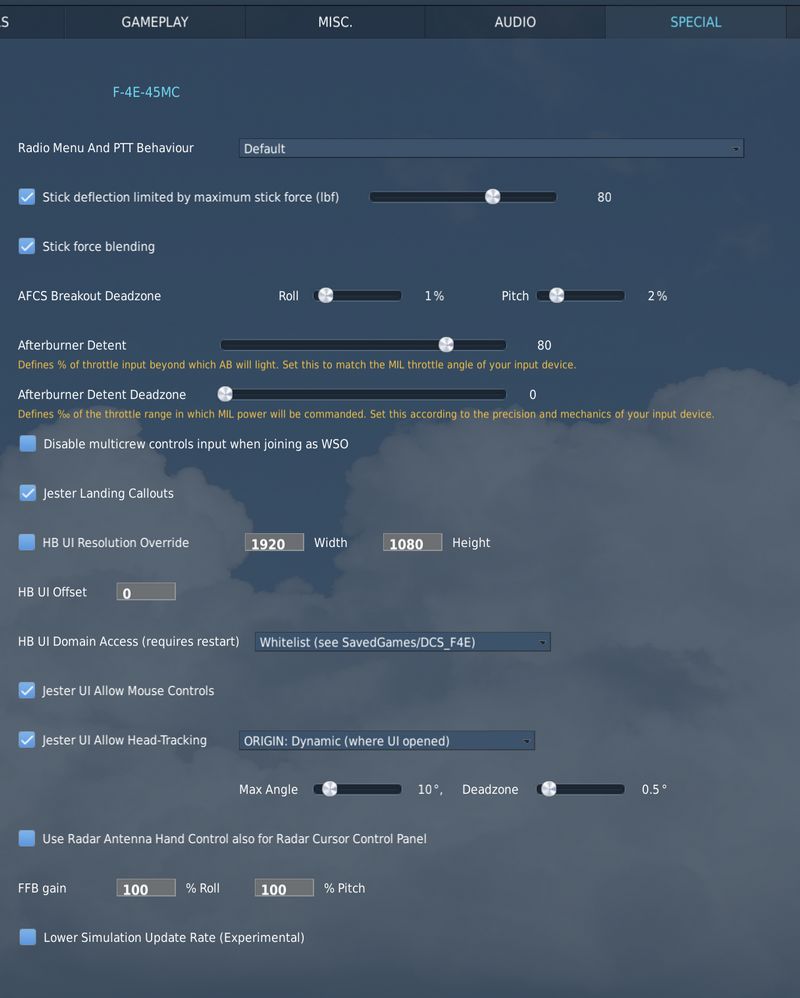 S GAMEPLAY MISC. AUDIO SPECIAL
F-4E-45MC
Radio Menu And PTT Behaviour Default
Stick deflection limited by maximum stick force (lbf) 80
Stick force blending
AFCS Breakout Deadzone Roll 1% Pitch 2%
Afterburner Detent 80
Defines % of throttle input beyond which AB will light. Set this to match the MIL throttle angle of your input device.
Afterburner Detent Deadzone 0
Defines ‰ of the throttle range in which MIL power will be commanded. Set this according to the precision and mechanics of your input device.
Disable multicrew controls input when joining as WSO
Jester Landing Callouts
HB UI Resolution Override 1920 Width 1080 Height
HB UI Offset 0
HB UI Domain Access (requires restart) Whitelist (see SavedGames/DCS_F4E)
Jester UI Allow Mouse Controls
Jester UI Allow Head-Tracking ORIGIN: Dynamic (where UI opened)
Max Angle 10°, Deadzone 0.5°
Use Radar Antenna Hand Control also for Radar Cursor Control Panel
FFB gain 100 % Roll 100 % Pitch
Lower Simulation Update Rate (Experimental)